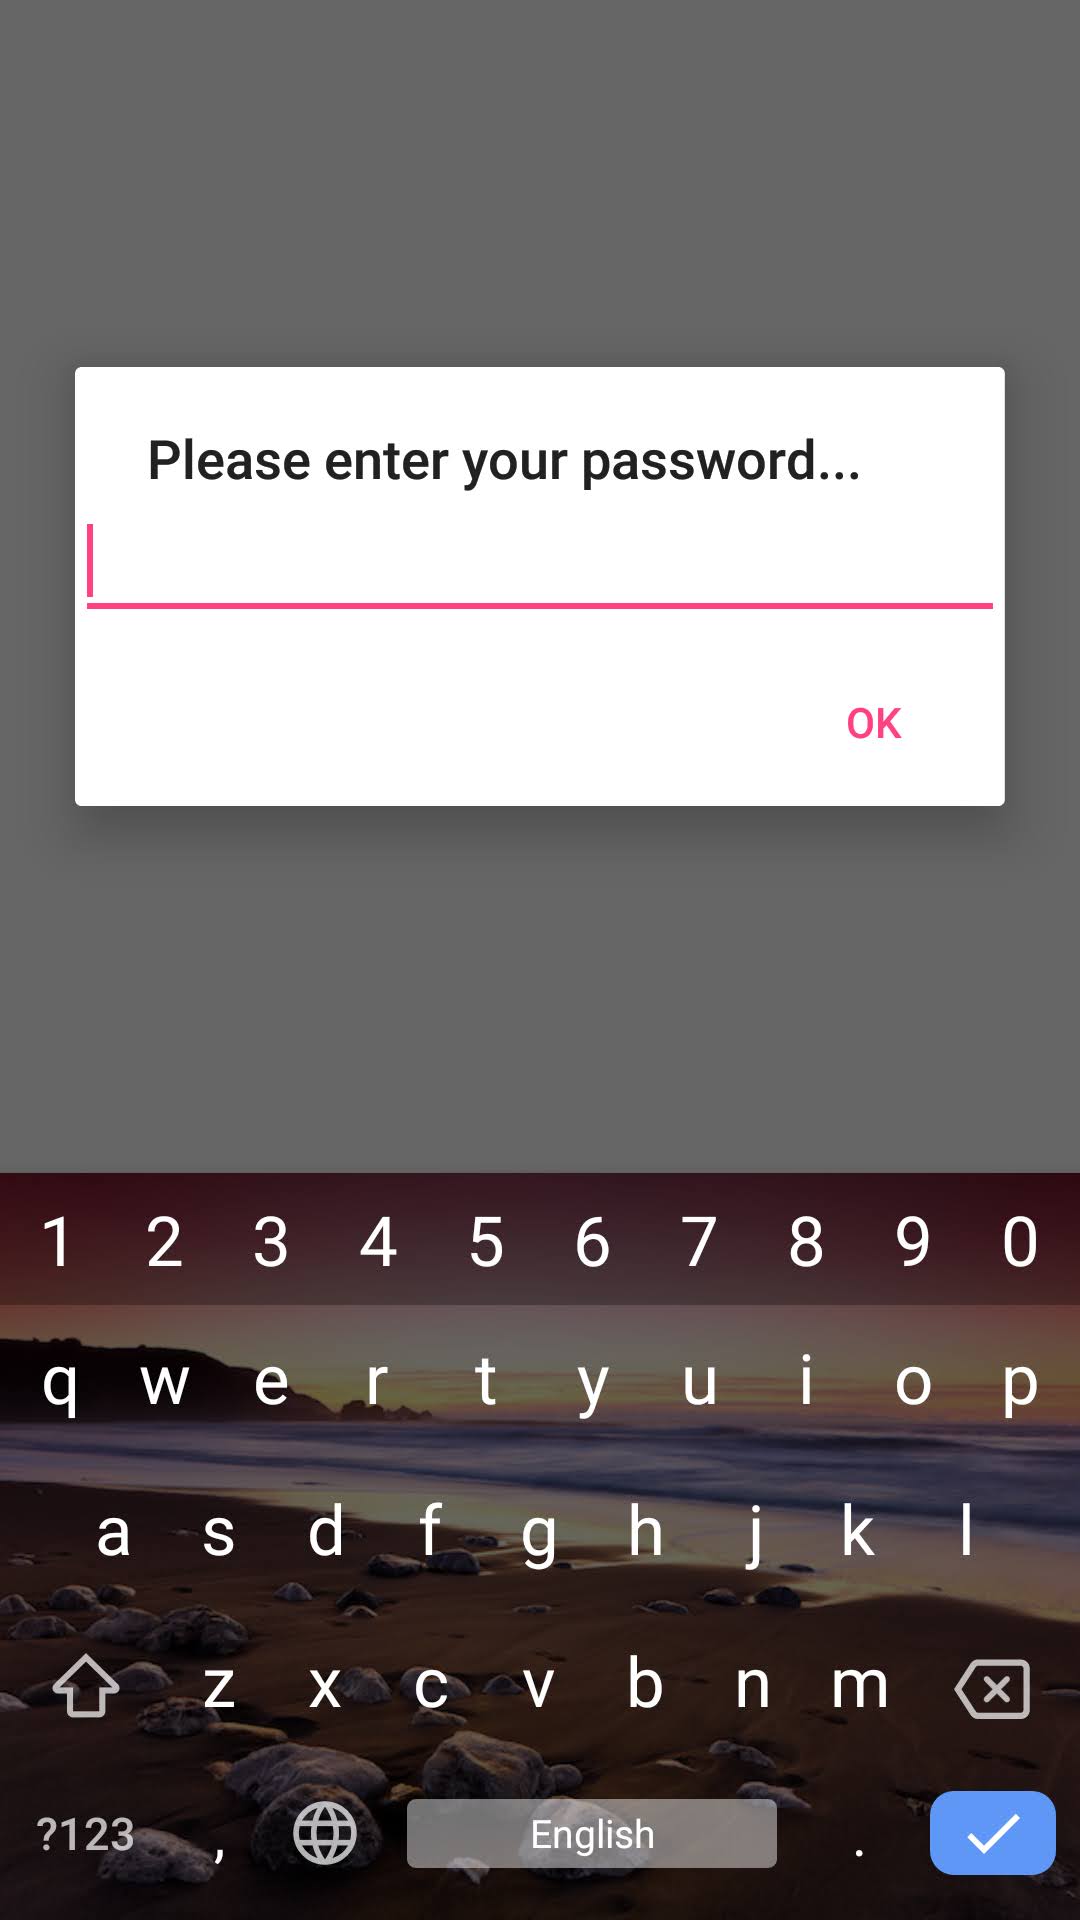 Please enter your password...
OK
1 2 3 4 5 6 7 8 9 0
q w e r t y u i o p
a s d f g h j k l
z x c v b n m
?123 , English .